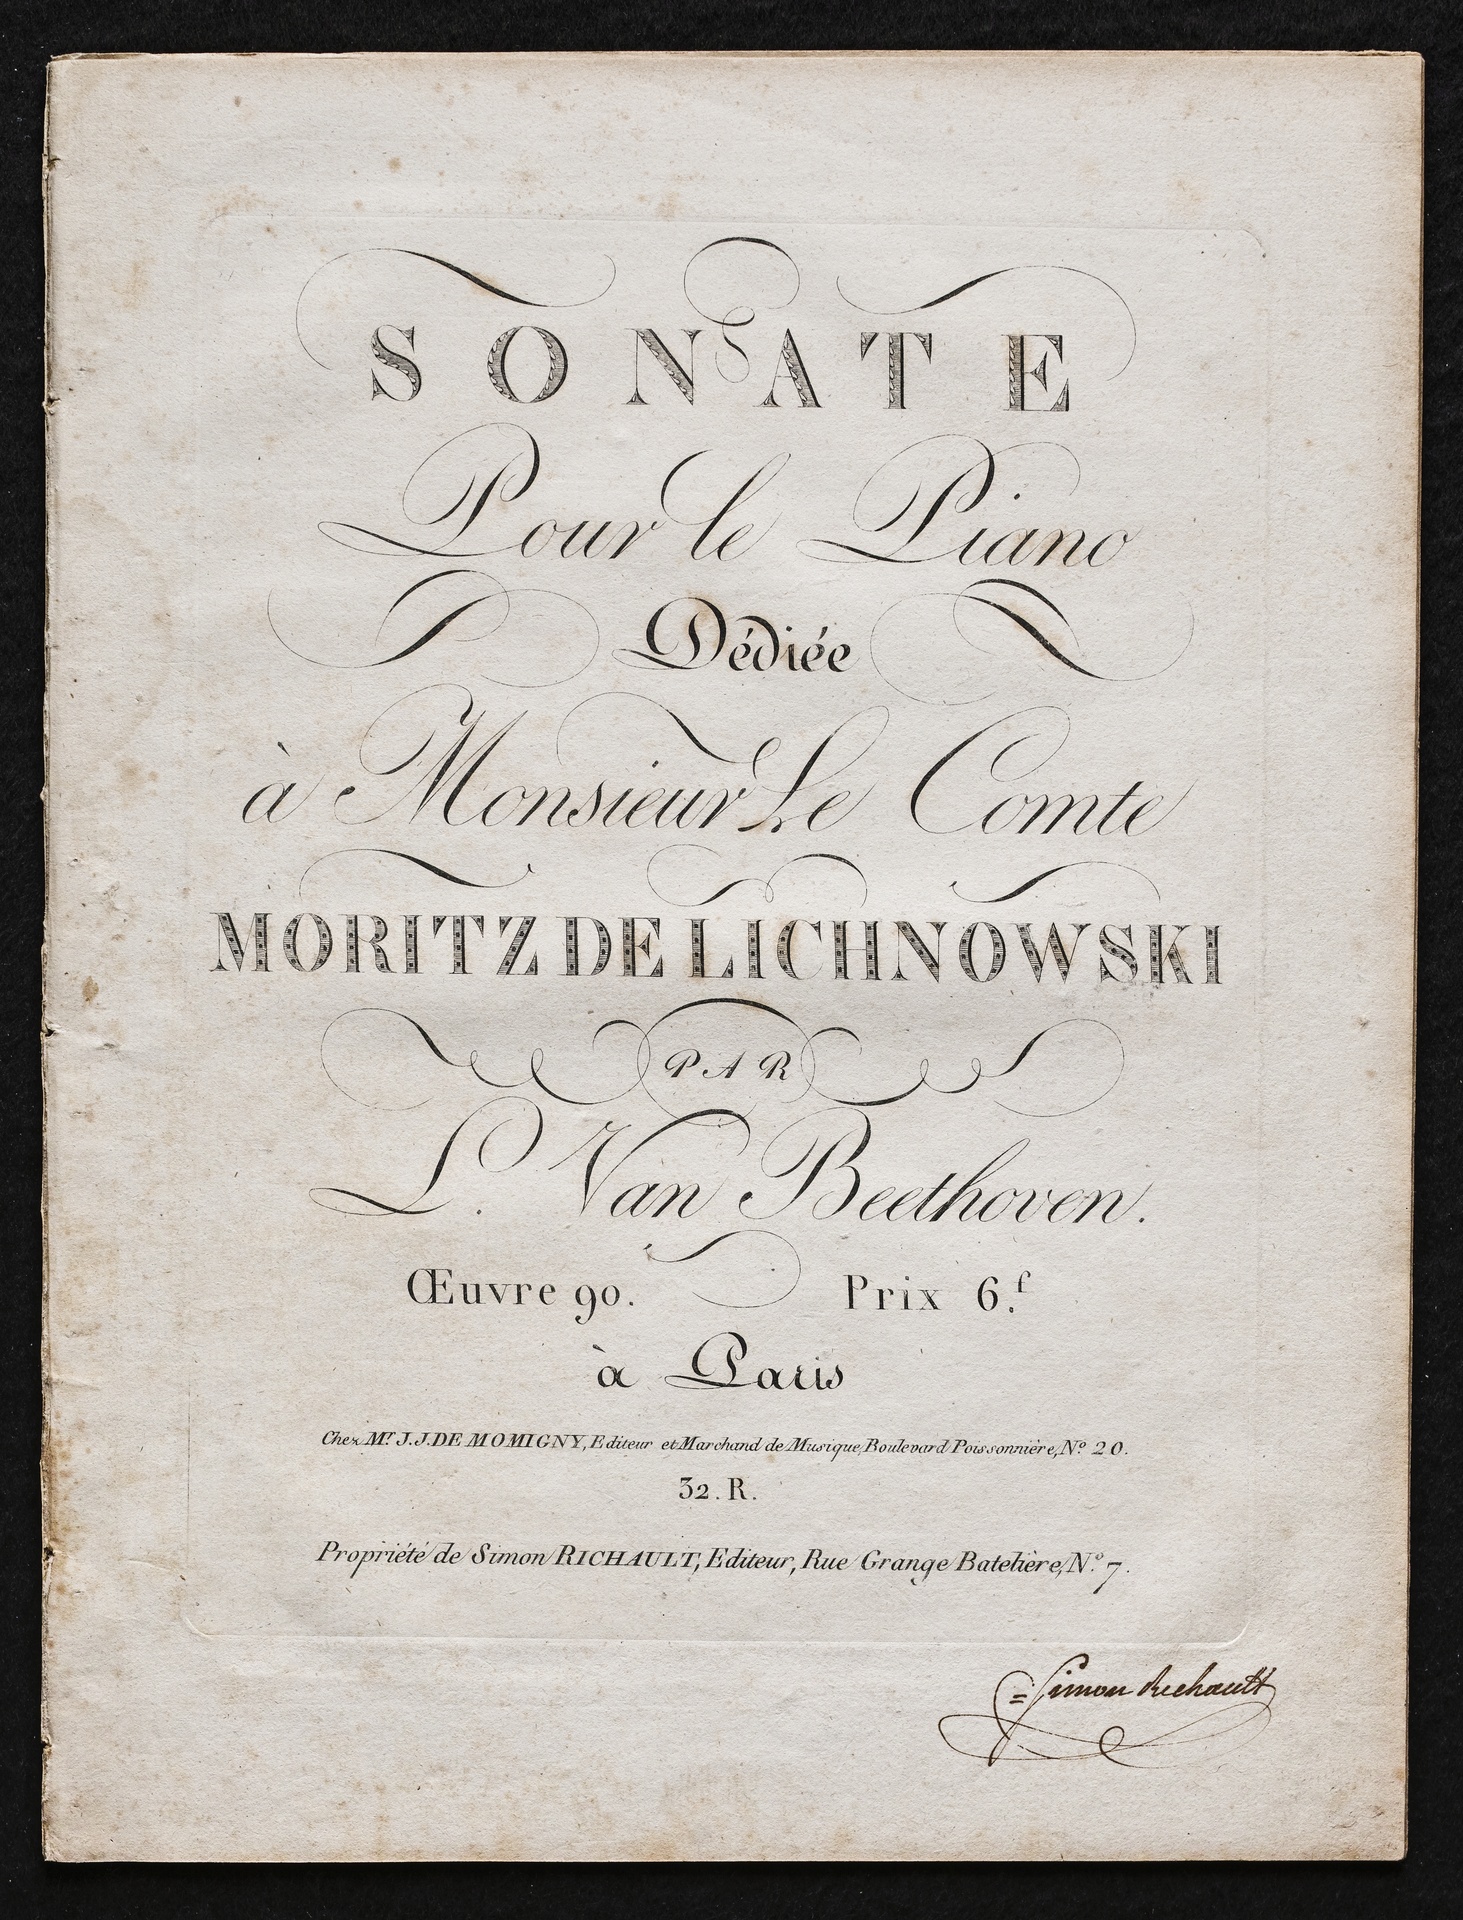 SONATE
Pour le Piano
Dédiée
à Monsieur Le Comte
MORITZ DE LICHNOWSKI
PAR
L. Van Beethoven.
Œuvre 90. Prix 6.f
à Paris
Chez Mr. J.J. DE MOMIGNY, Editeur et Marchand de Musique, Boulevard Poissonnière, No. 20.
32. R.
Propriété de Simon RICHAULT, Editeur, Rue Grange Batelière, No. 7.
= Simon Richault